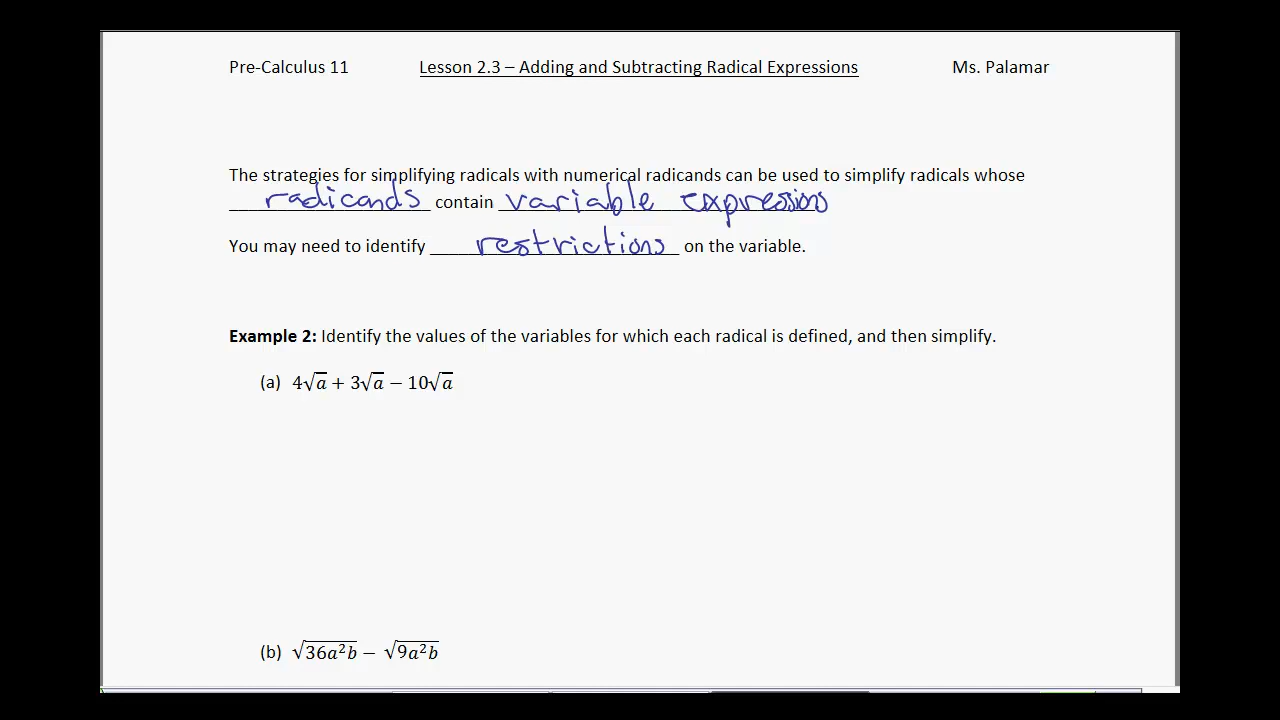 Pre-Calculus 11 Lesson 2.3 – Adding and Subtracting Radical Expressions Ms. Palamar
The strategies for simplifying radicals with numerical radicands can be used to simplify radicals whose
radicands contain variable expressions
You may need to identify restrictions on the variable.
Example 2: Identify the values of the variables for which each radical is defined, and then simplify.
(a) 4√a + 3√a − 10√a
(b) √36a²b − √9a²b